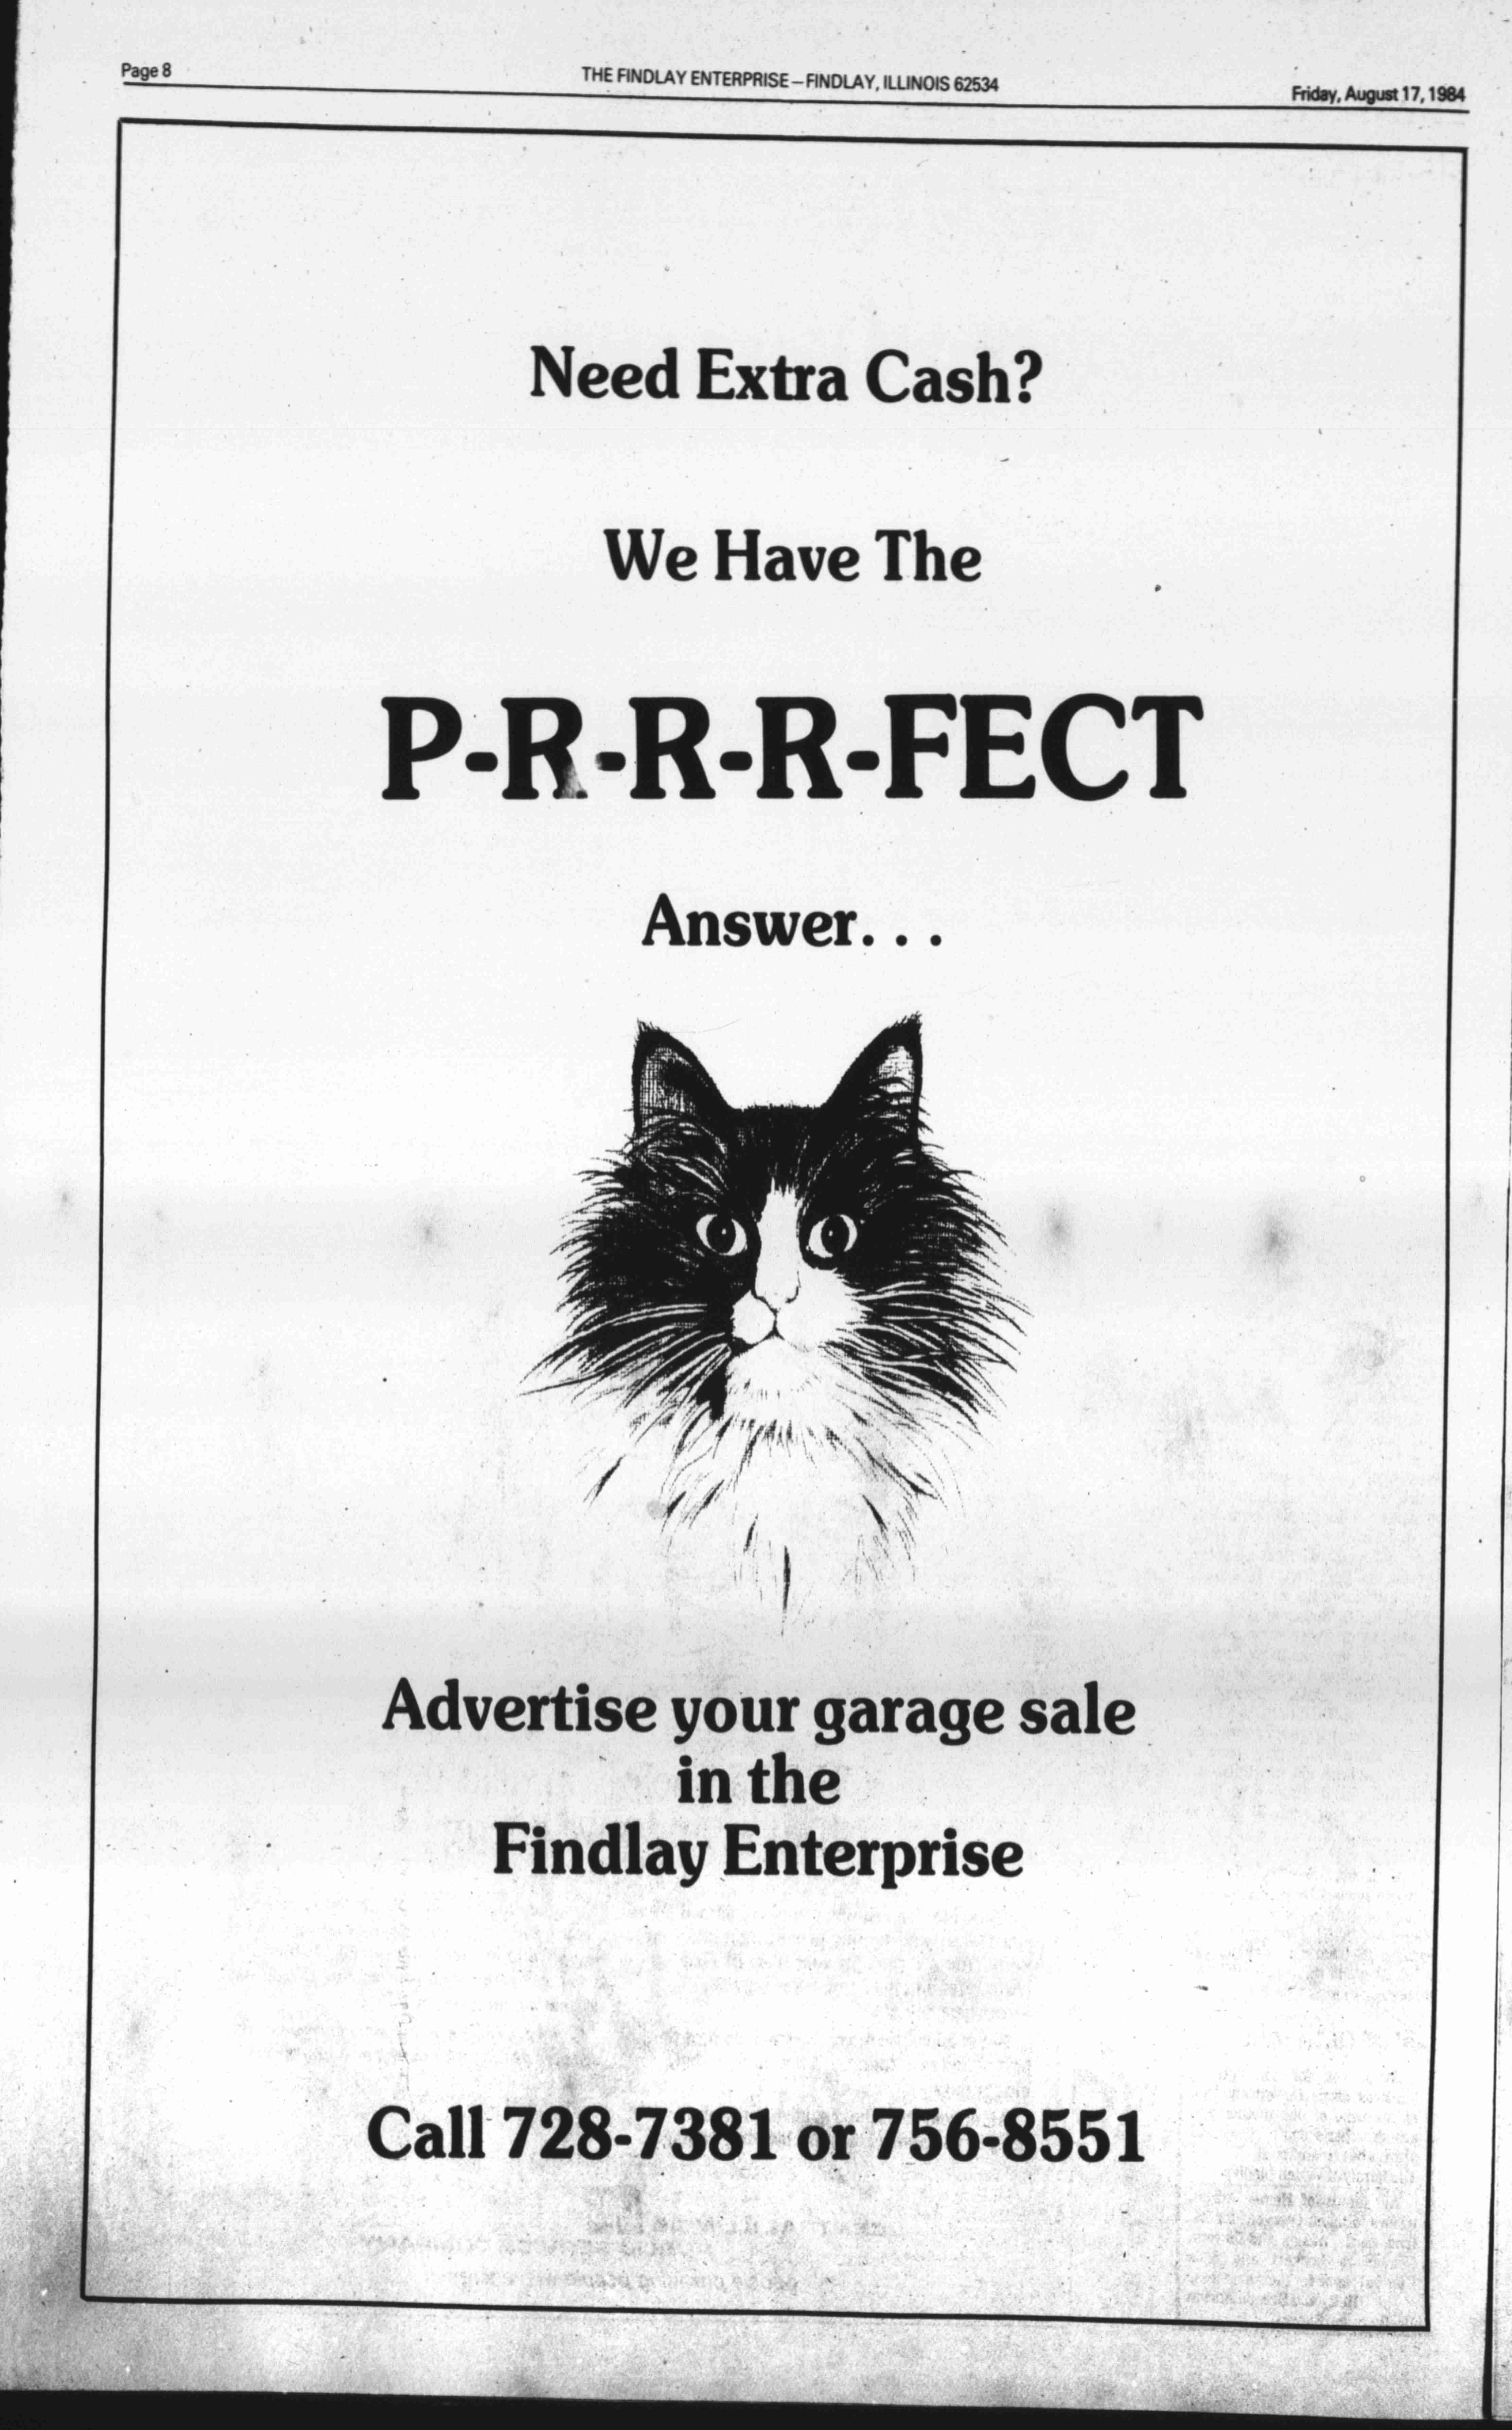 Page 8
THE FINDLAY ENTERPRISE – FINDLAY, ILLINOIS 62534
Friday, August 17, 1984
Need Extra Cash?
We Have The
P-R-R-R-FECT
Answer. . .
Advertise your garage sale
in the
Findlay Enterprise
Call 728-7381 or 756-8551